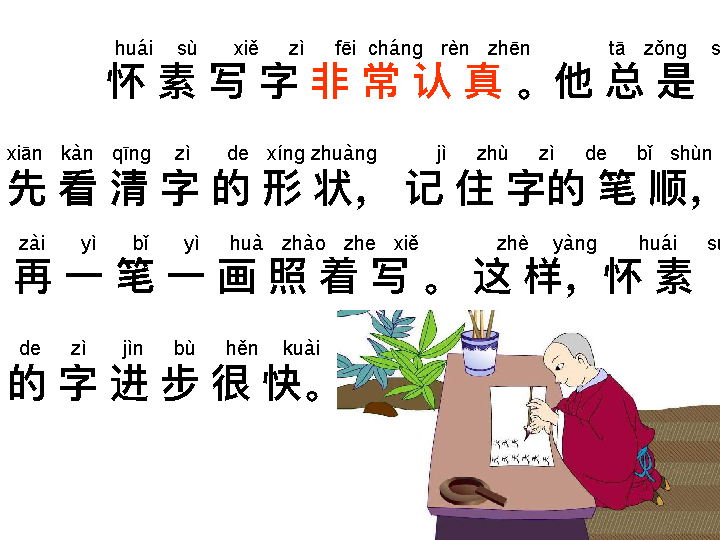 huái sù xiě zì fēi cháng rèn zhēn tā zǒng
怀素写字非常认真。他总是
xiān kàn qīng zì de xíng zhuàng jì zhù zì de bǐ shùn
先看清字的形状，记住字的笔顺，
zài yì bǐ yì huà zhào zhe xiě zhè yàng huái
再一笔一画照着写。这样，怀素
de zì jìn bù hěn kuài
的字进步很快。